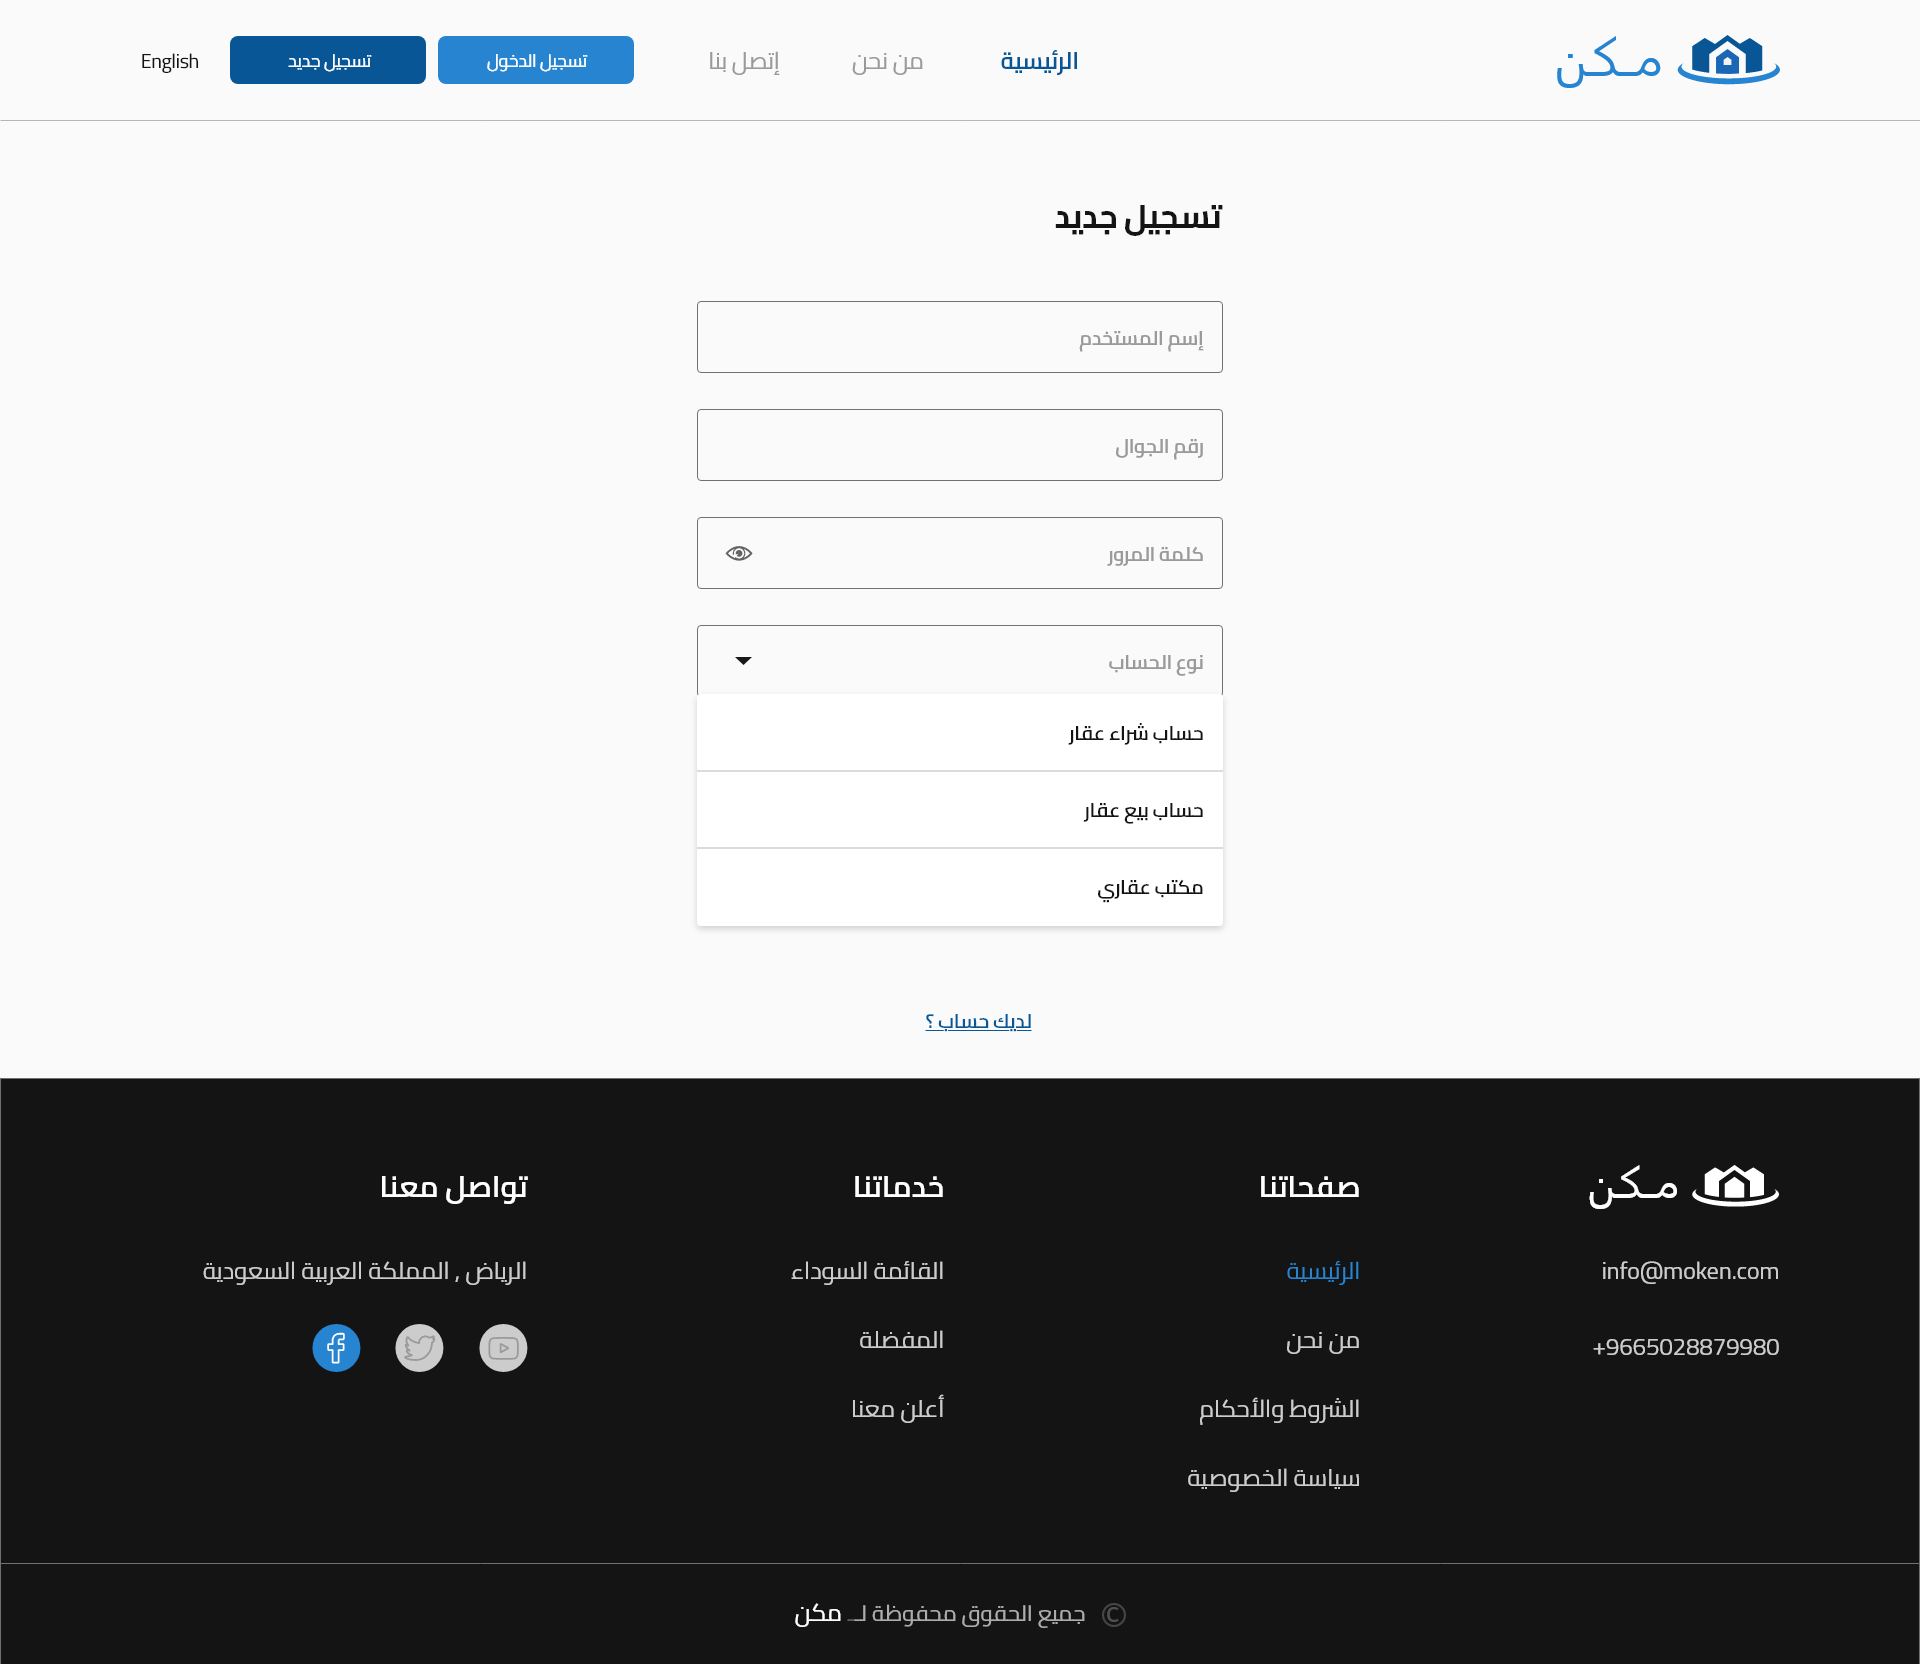 مكن
الرئيسية
من نحن
إتصل بنا
تسجيل الدخول
تسجيل جديد
English
تسجيل جديد
إسم المستخدم
رقم الجوال
كلمة المرور
نوع الحساب
حساب شراء عقار
حساب بيع عقار
مكتب عقاري
لديك حساب ؟
مكن
info@moken.com
+9665028879980
صفحاتنا
الرئيسية
من نحن
الشروط والأحكام
سياسة الخصوصية
خدماتنا
القائمة السوداء
المفضلة
أعلن معنا
تواصل معنا
الرياض , المملكة العربية السعودية
© جميع الحقوق محفوظة لـ مكن